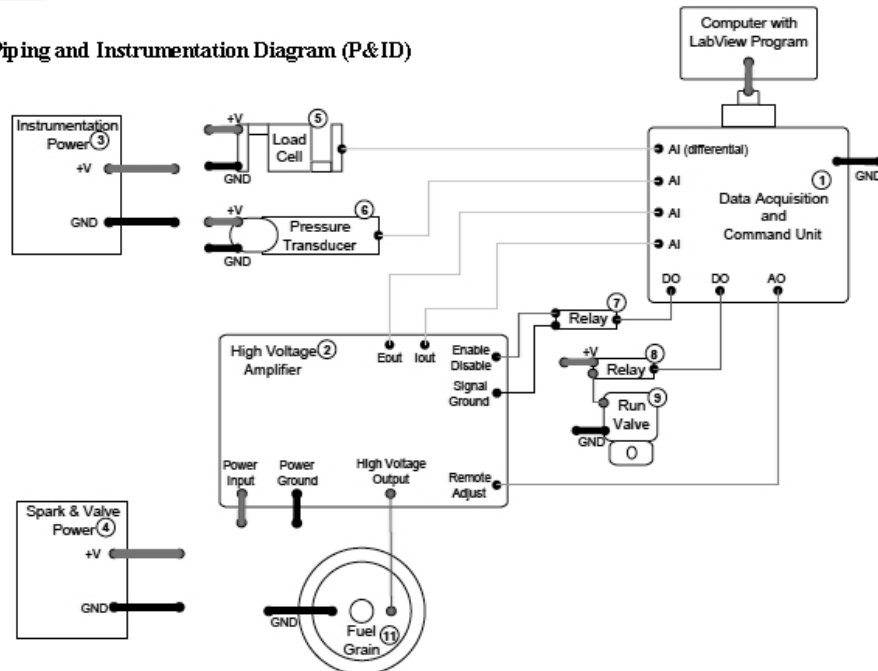 Piping and Instrumentation Diagram (P&ID)
Computer with
LabView Program
Instrumentation
Power 3
+V
GND
+V
5
Load
Cell
GND
+V
6
Pressure
Transducer
GND
AI (differential)
AI
AI
AI
1
Data Acquisition
and
Command Unit
GND
DO
DO
AO
7
Relay
+V
8
Relay
9
Run
Valve
GND
O
High Voltage 2
Amplifier
Eout
Iout
Enable
Disable
Signal
Ground
Power
Input
Power
Ground
High Voltage
Output
Remote
Adjust
Spark & Valve
Power 4
+V
GND
GND
Fuel
Grain 11